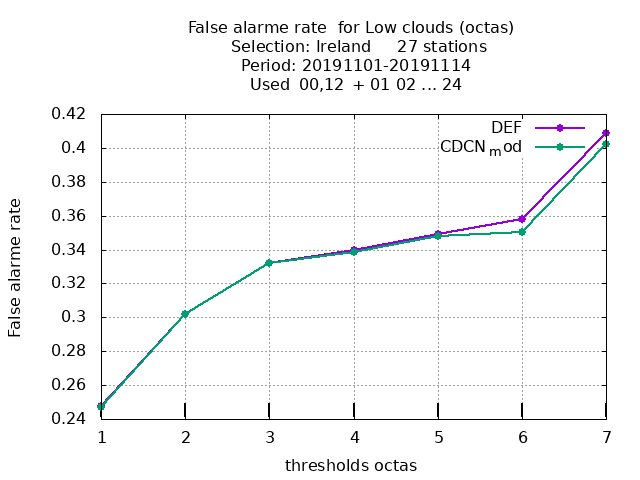 False alarme rate  for Low clouds (octas)
Selection: Ireland     27 stations
Period: 20191101-20191114
Used  00,12  + 01 02 ... 24
0.42
0.4
0.38
0.36
0.34
0.32
0.3
0.28
0.26
0.24
False alarme rate
DEF
CDCNmod
1 2 3 4 5 6 7
thresholds octas